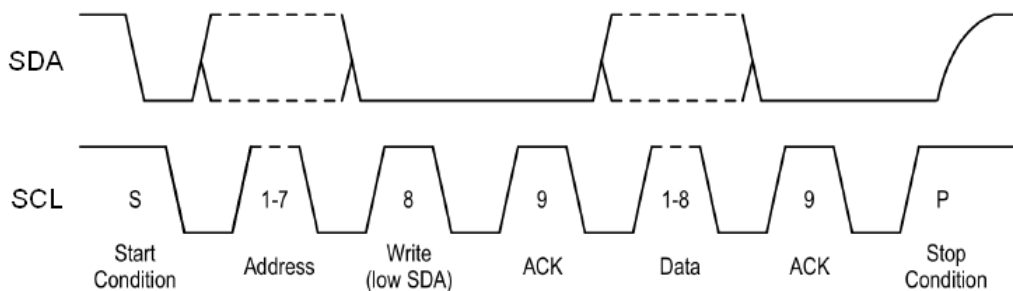 SDA
SCL
S
1-7
8
9
1-8
9
P
Start
Condition
Address
Write
(low SDA)
ACK
Data
ACK
Stop
Condition